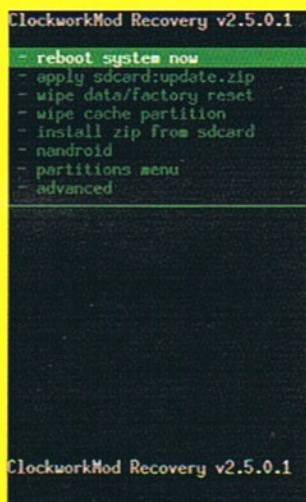 ClockworkMod Recovery v2.5.0.1
- reboot system now
- apply sdcard:update.zip
- wipe data/factory reset
- wipe cache partition
- install zip from sdcard
- nandroid
- partitions menu
- advanced
ClockworkMod Recovery v2.5.0.1